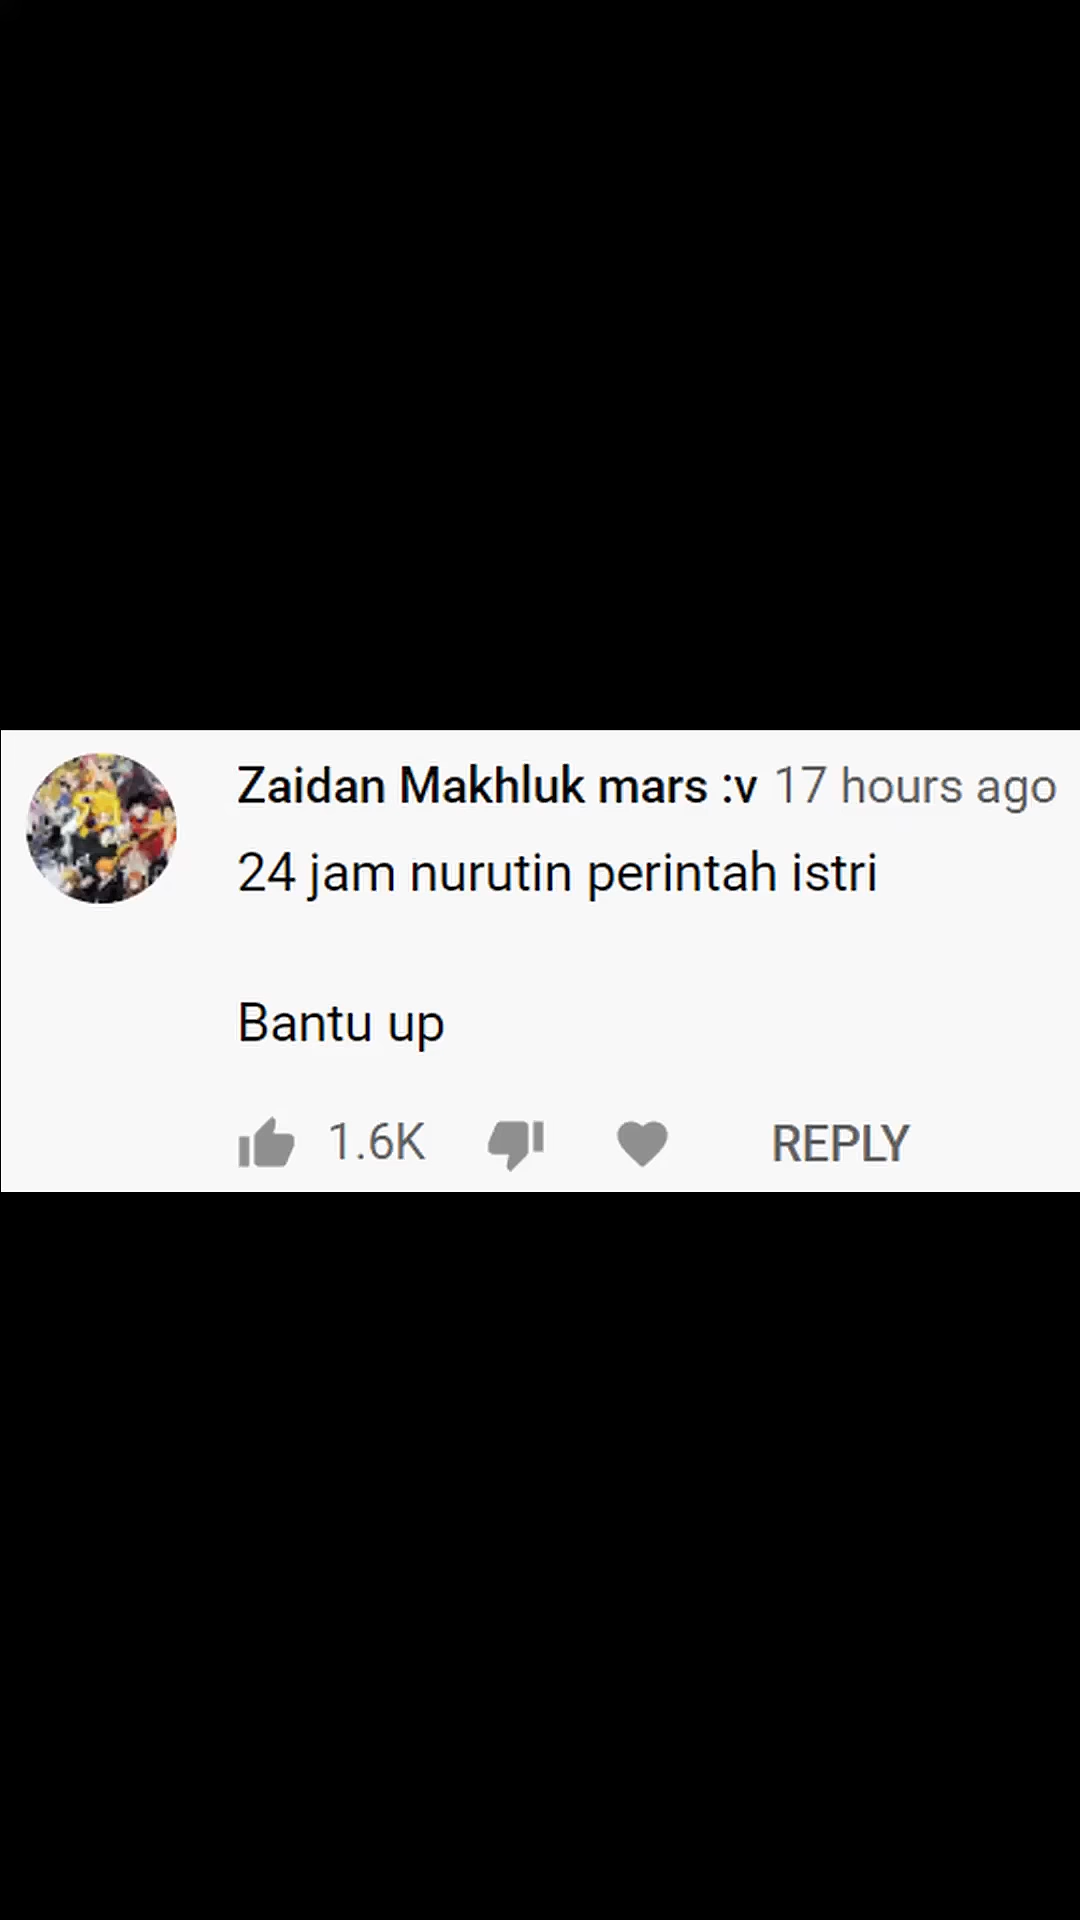 Zaidan Makhluk mars :v 17 hours ago
24 jam nurutin perintah istri
Bantu up
1.6K REPLY